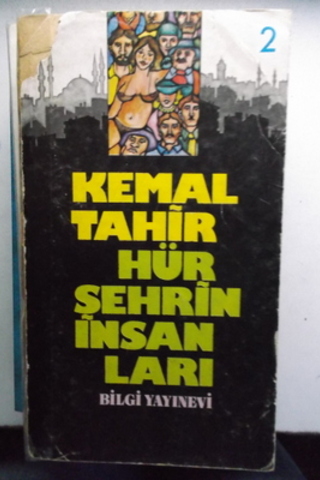 2
KEMAL
TAHİR
HÜR
ŞEHRİN
İNSAN
LARI
BİLGİ YAYINEVİ